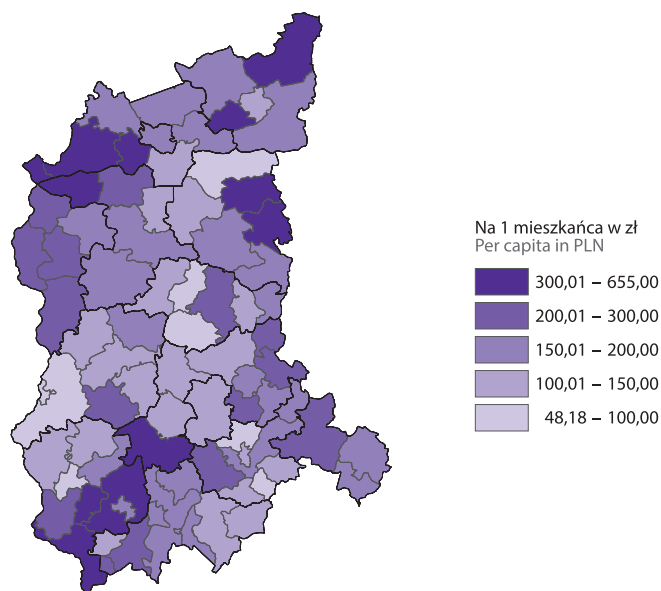 Na 1 mieszkańca w zł
Per capita in PLN
300,01 – 655,00
200,01 – 300,00
150,01 – 200,00
100,01 – 150,00
48,18 – 100,00